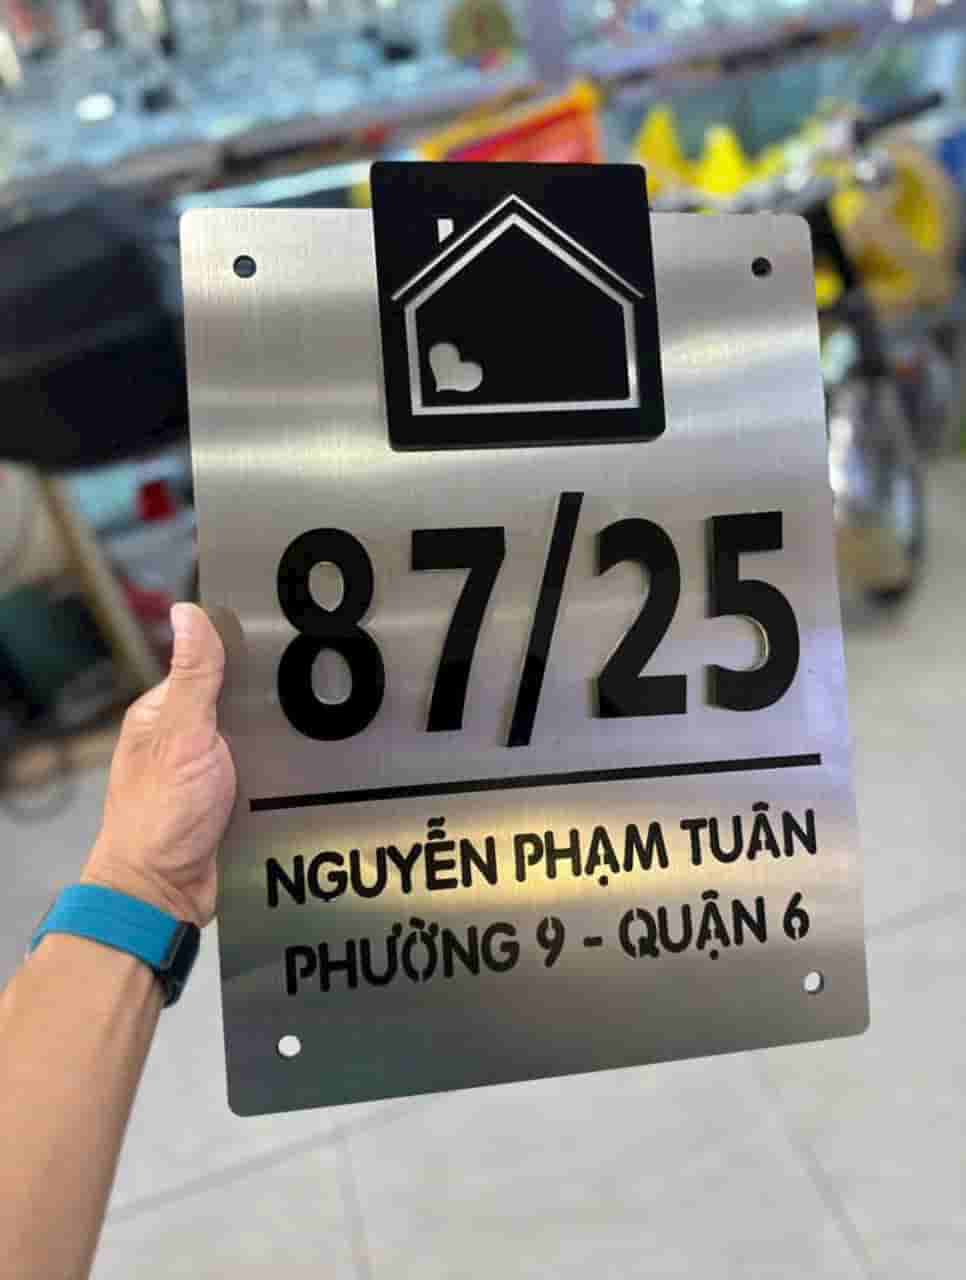 87/25
NGUYỄN PHẠM TUÂN
PHƯỜNG 9 - QUẬN 6